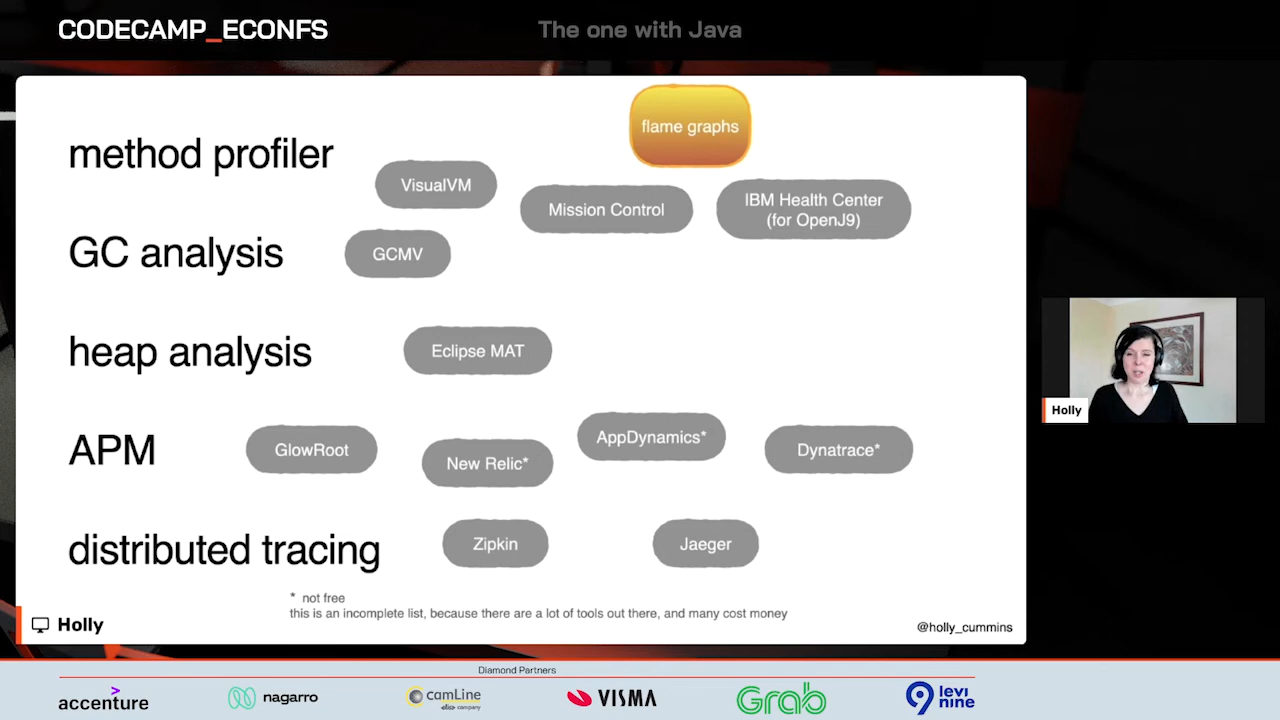 CODECAMP_ECONFS
The one with Java
flame graphs
method profiler
VisualVM
Mission Control
IBM Health Center
(for OpenJ9)
GC analysis
GCMV
heap analysis
Eclipse MAT
APM
GlowRoot
New Relic*
AppDynamics*
Dynatrace*
distributed tracing
Zipkin
Jaeger
* not free
this is an incomplete list, because there are a lot of tools out there, and many cost money
Holly
@holly_cummins
Holly
Diamond Partners
accenture
nagarro
camLine
elisa company
VISMA
Grab
9 levi
nine